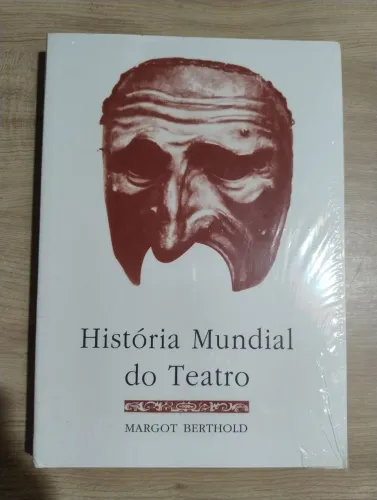 História Mundial
do Teatro
MARGOT BERTHOLD